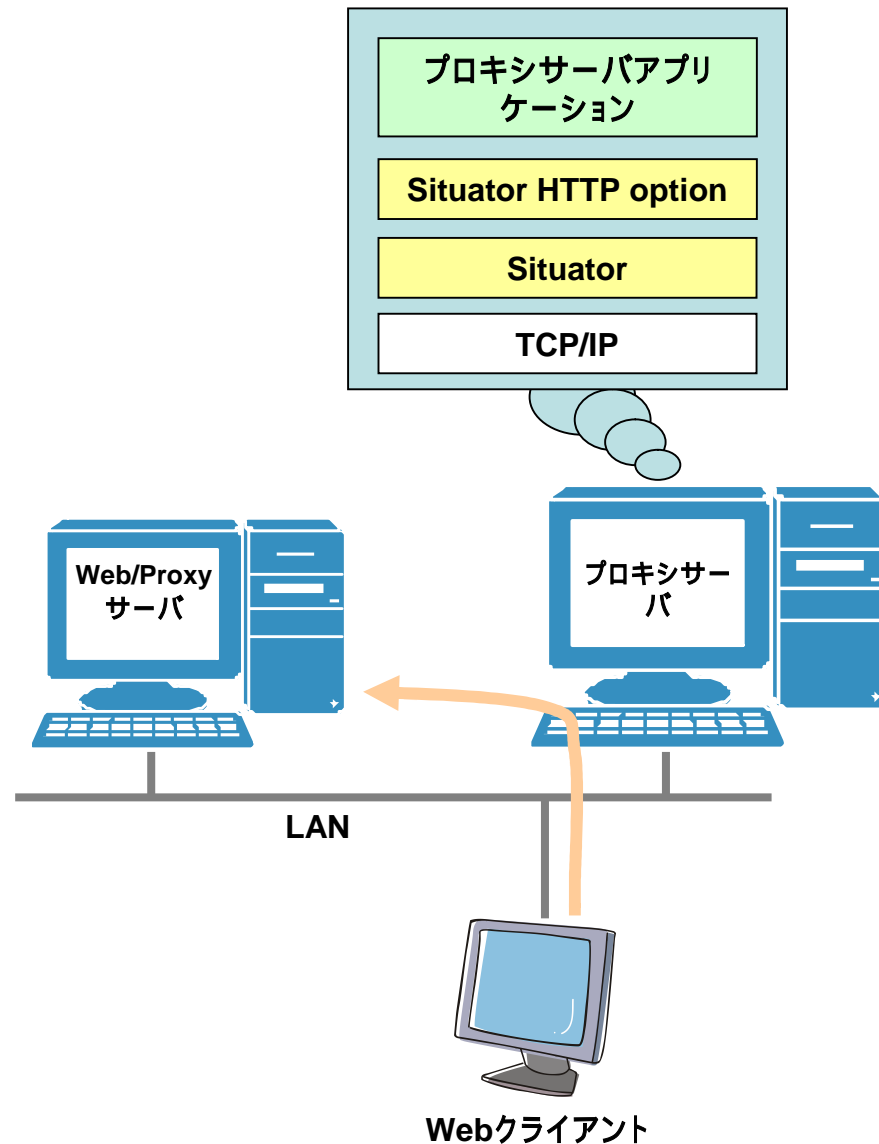 プロキシサーバアプリ
ケーション
Situator HTTP option
Situator
TCP/IP
Web/Proxy
サーバ
プロキシサー
バ
LAN
Webクライアント